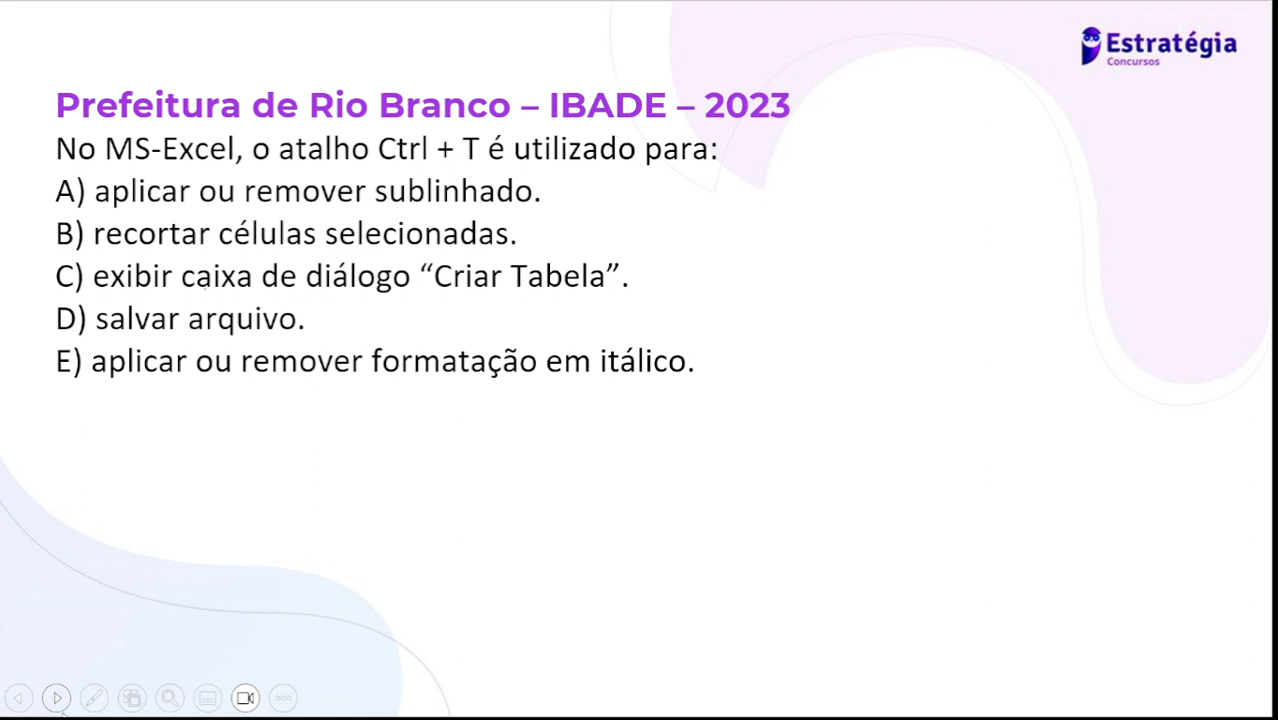 Estratégia
Concursos
Prefeitura de Rio Branco – IBADE – 2023
No MS-Excel, o atalho Ctrl + T é utilizado para:
A) aplicar ou remover sublinhado.
B) recortar células selecionadas.
C) exibir caixa de diálogo “Criar Tabela”.
D) salvar arquivo.
E) aplicar ou remover formatação em itálico.